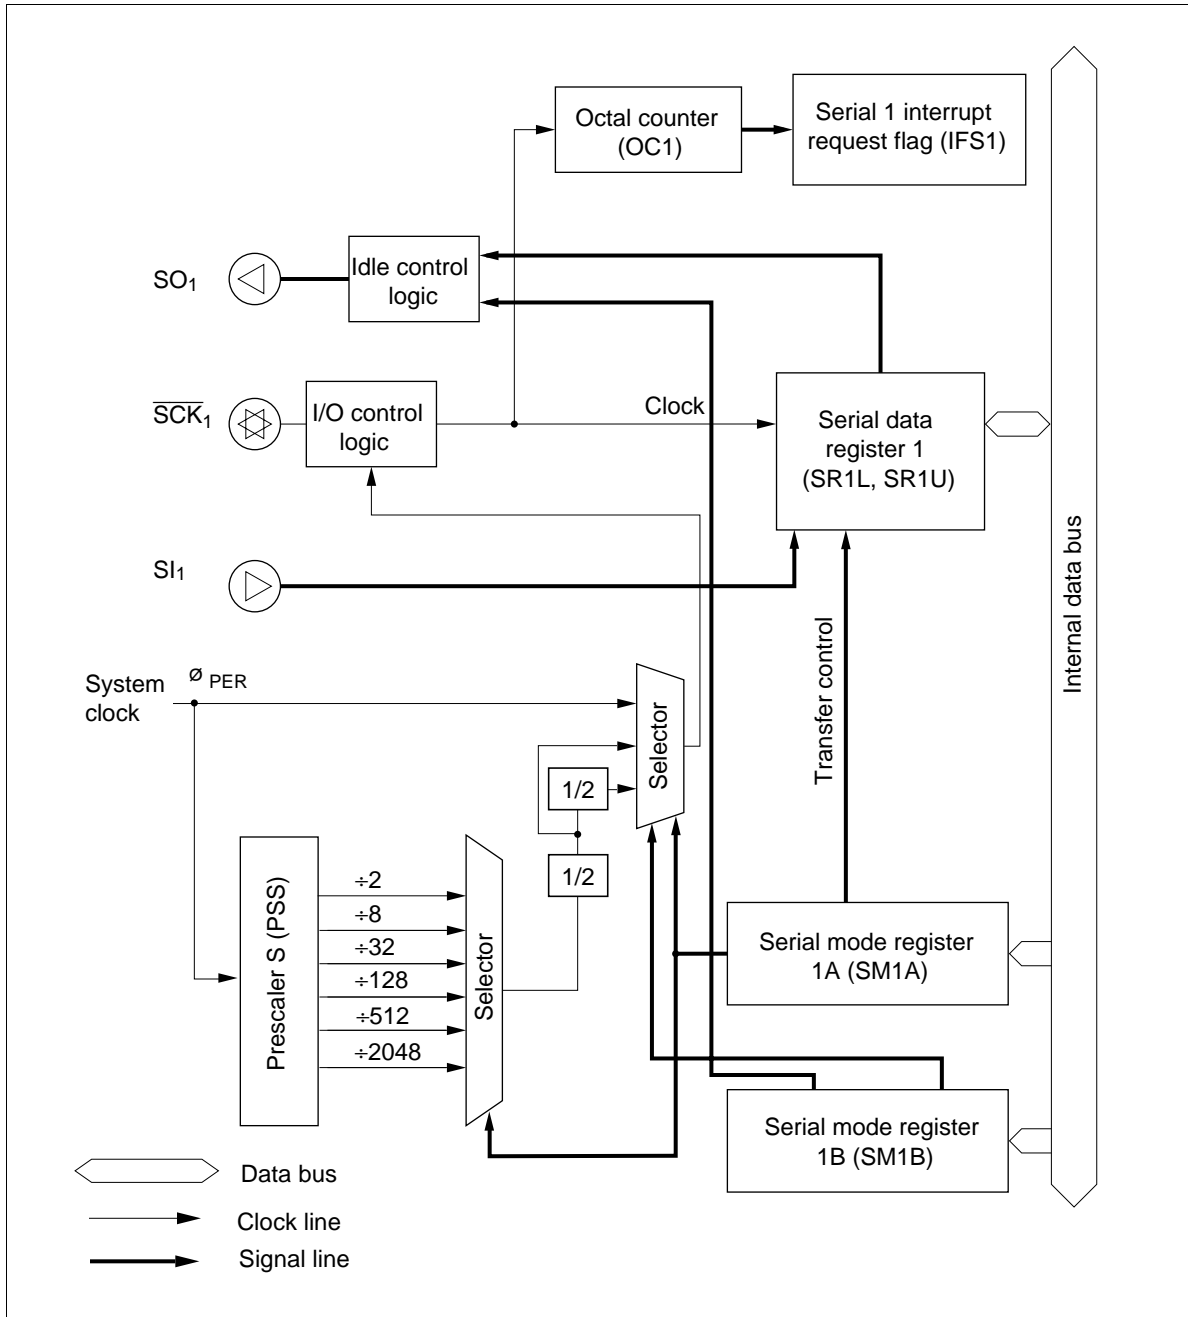 Octal counter
(OC1)
Serial 1 interrupt
request flag (IFS1)
SO1
Idle control
logic
SCK1
I/O control
logic
Clock
Serial data
register 1
(SR1L, SR1U)
SI1
Internal data bus
Transfer control
System
clock
ø PER
Selector
1/2
1/2
Prescaler S (PSS)
÷2
÷8
÷32
÷128
÷512
÷2048
Selector
Serial mode register
1A (SM1A)
Serial mode register
1B (SM1B)
Data bus
Clock line
Signal line